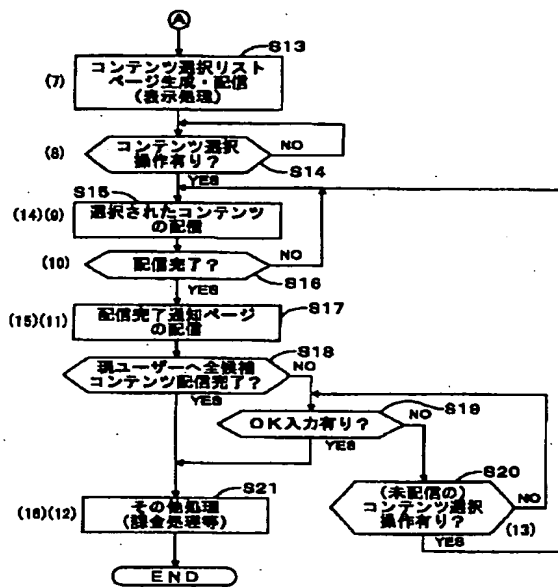 A
S13
コンテンツ選択リスト
ページ生成・配信
(表示処理)
(7)
コンテンツ選択
操作有り?
(8)
NO
S14
YES
S15
選択されたコンテンツ
の配信
(14)(9)
配信完了?
(10)
NO
S16
YES
S17
配信完了通知ページ
の配信
(15)(11)
S18
現ユーザーへ全候補
コンテンツ配信完了?
NO
YES
S19
OK入力有り?
NO
YES
S20
(未配信の)
コンテンツ選択
操作有り?
NO
(13)
YES
S21
その他処理
(課金処理等)
(16)(12)
END